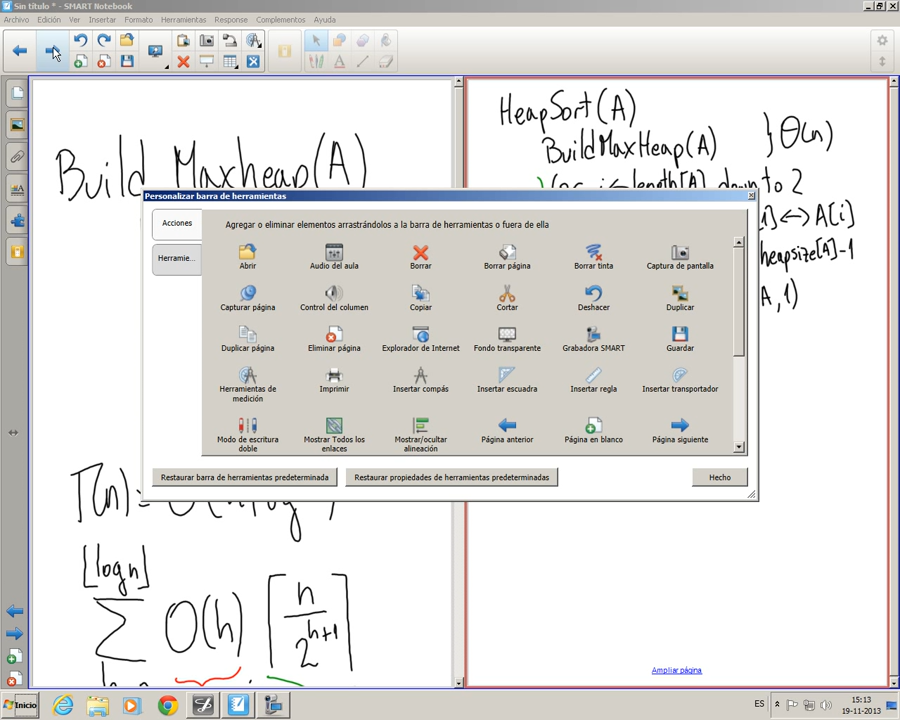 Sin título * - SMART Notebook
Archivo Edición Ver Insertar Formato Herramientas Response Complementos Ayuda
Build Maxheap(A)
HeapSort(A)
BuildMaxHeap(A) } Θ(n)
for i ← length[A] down to 2
[i] ↔ A[i]
heapsize[A]-1
A, 1)
Personalizar barra de herramientas
Acciones
Herramie...
Agregar o eliminar elementos arrastrándolos a la barra de herramientas o fuera de ella
Abrir Audio del aula Borrar Borrar página Borrar tinta Captura de pantalla
Capturar página Control del columen Copiar Cortar Deshacer Duplicar
Duplicar página Eliminar página Explorador de Internet Fondo transparente Grabadora SMART Guardar
Herramientas de medición Imprimir Insertar compás Insertar escuadra Insertar regla Insertar transportador
Modo de escritura doble Mostrar Todos los enlaces Mostrar/ocultar alineación Página anterior Página en blanco Página siguiente
Restaurar barra de herramientas predeterminada Restaurar propiedades de herramientas predeterminadas Hecho
T(n) =
⌊log n⌋
∑ O(h) ⌈n / 2^(h+1)⌉
Ampliar página
Inicio
ES
15:13
19-11-2013